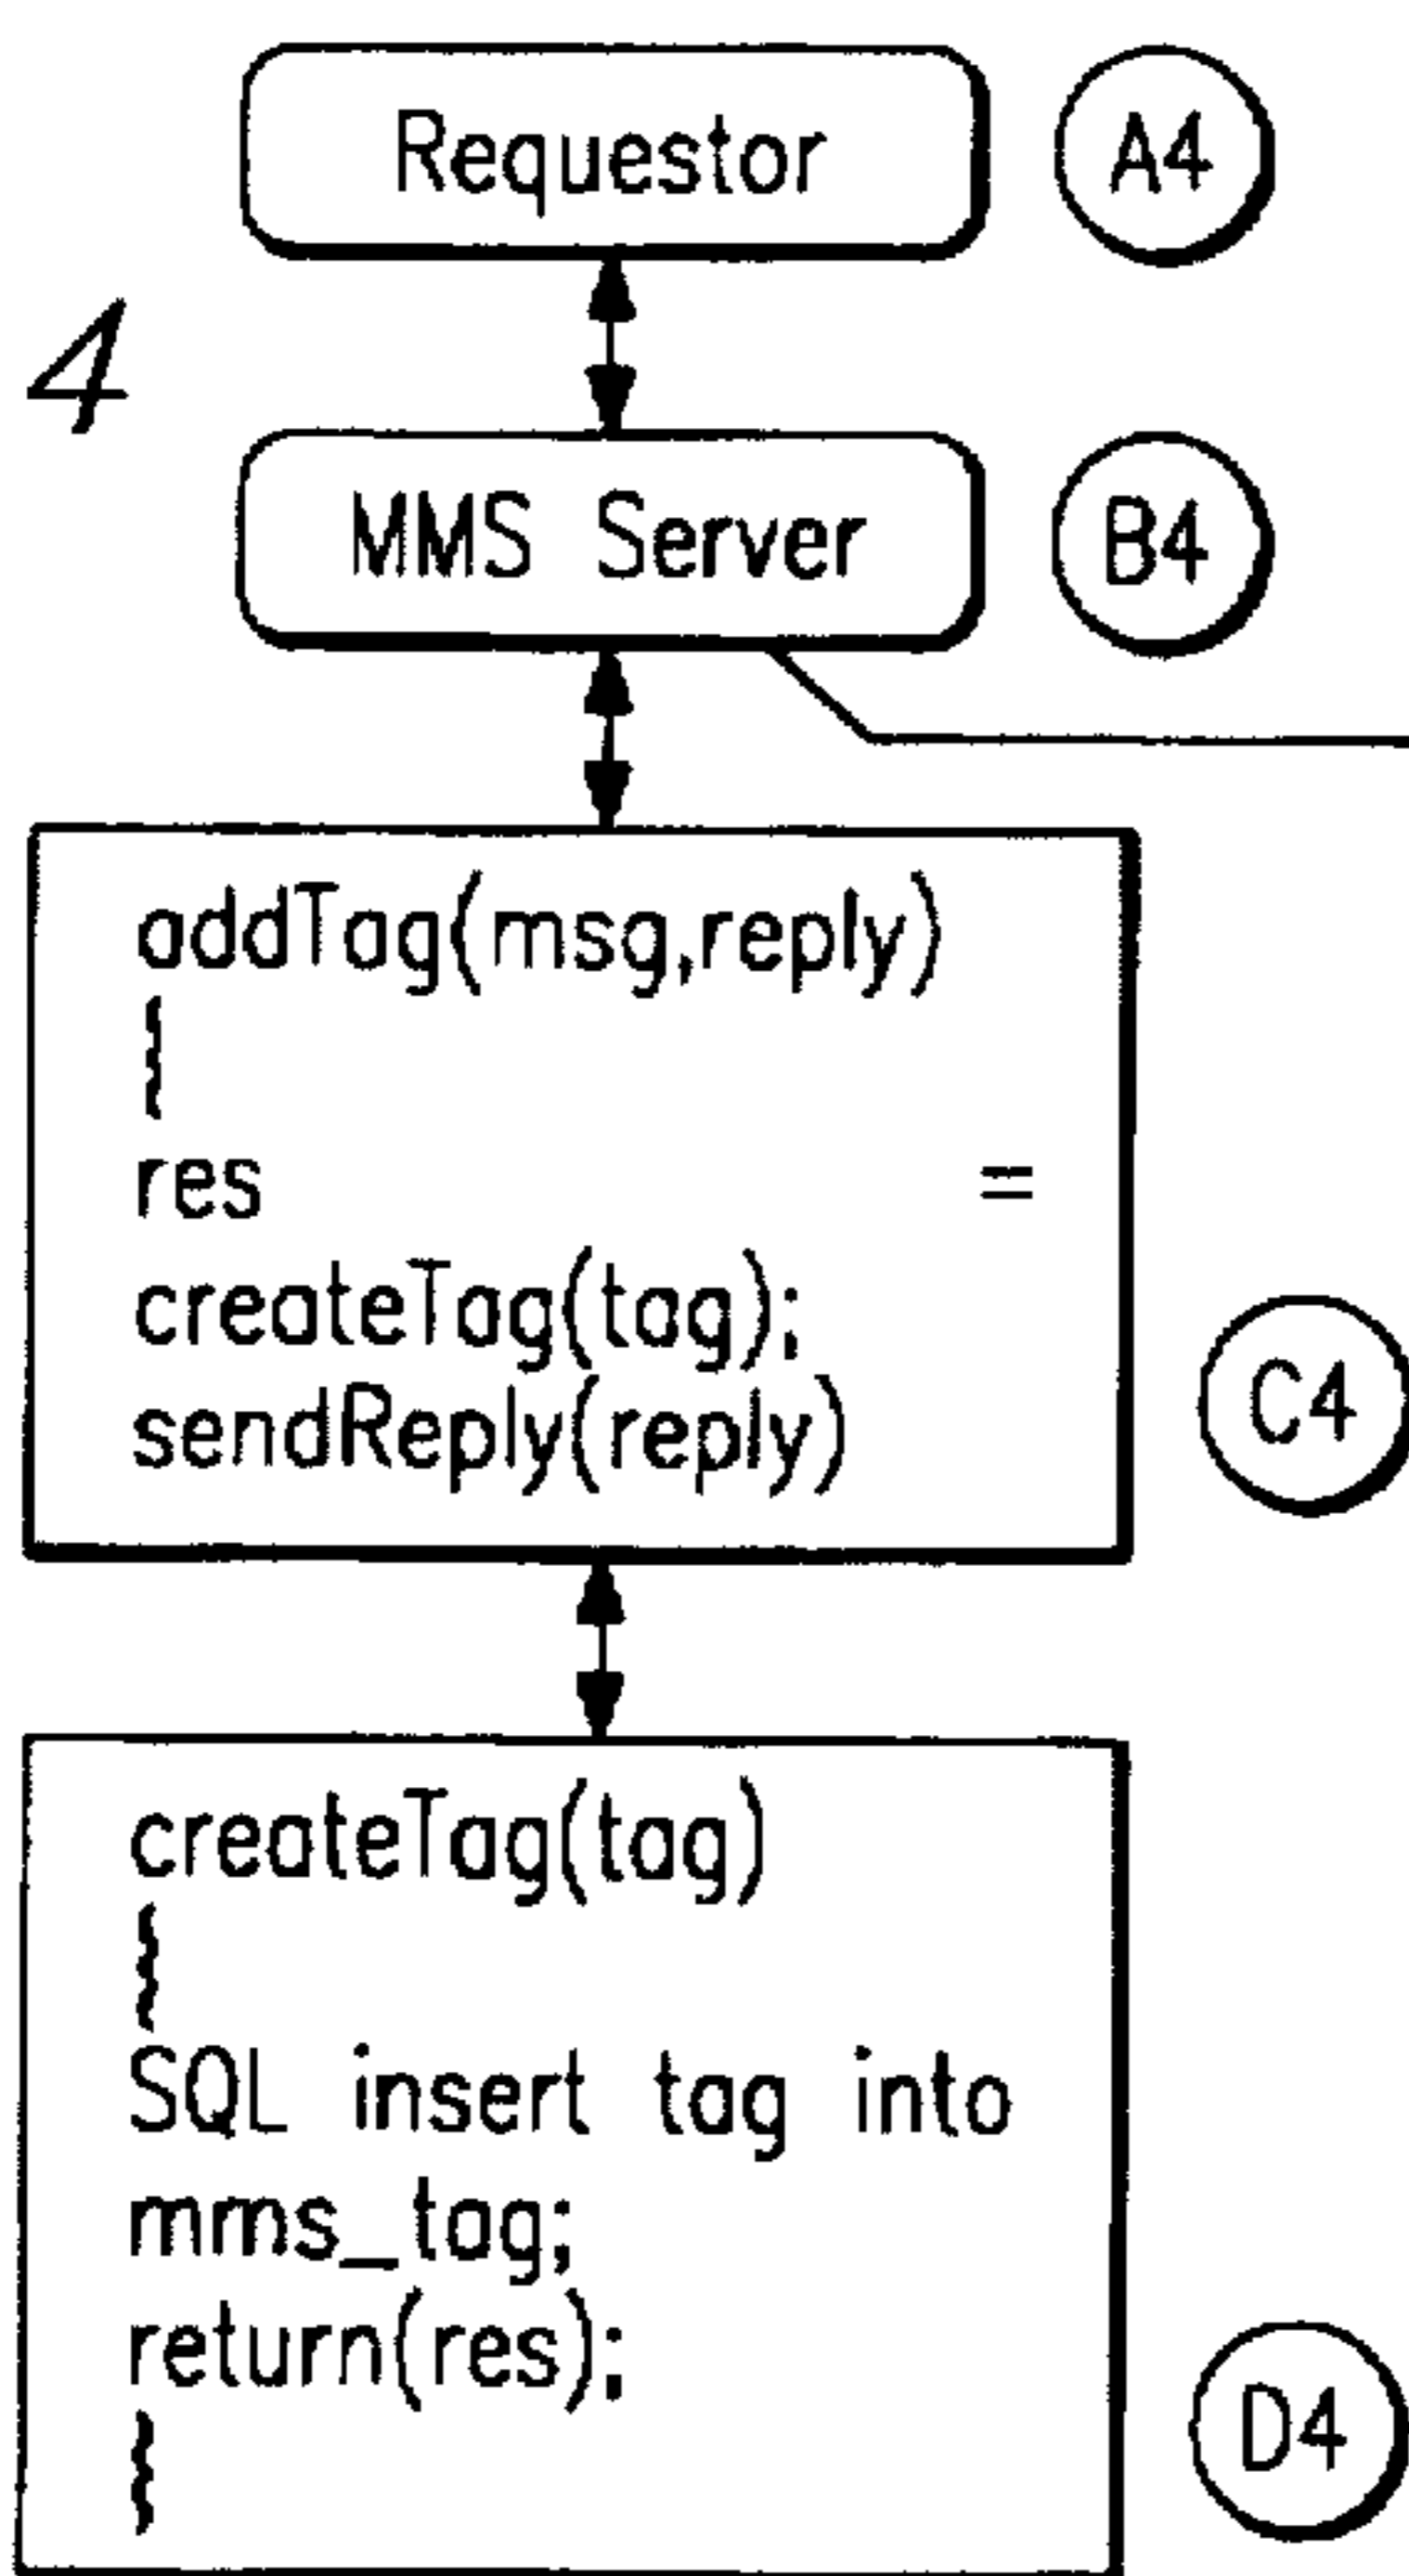 Requestor
A4
4
MMS Server
B4
addTag(msg,reply)
{
res =
createTag(tag);
sendReply(reply)
C4
createTag(tag)
{
SQL insert tag into
mms_tag;
return(res);
}
D4